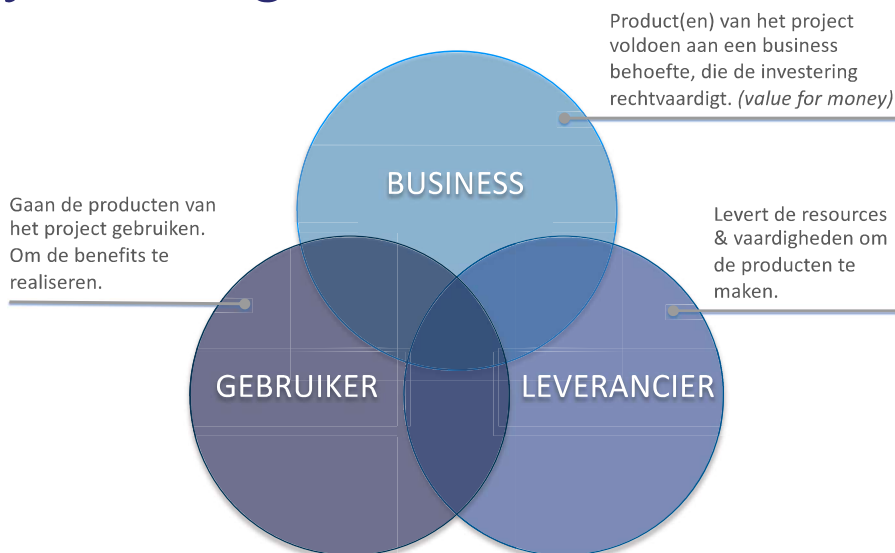 Product(en) van het project
voldoen aan een business
behoefte, die de investering
rechtvaardigt. (value for money)
BUSINESS
Gaan de producten van
het project gebruiken.
Om de benefits te
realiseren.
Levert de resources
& vaardigheden om
de producten te
maken.
GEBRUIKER
LEVERANCIER